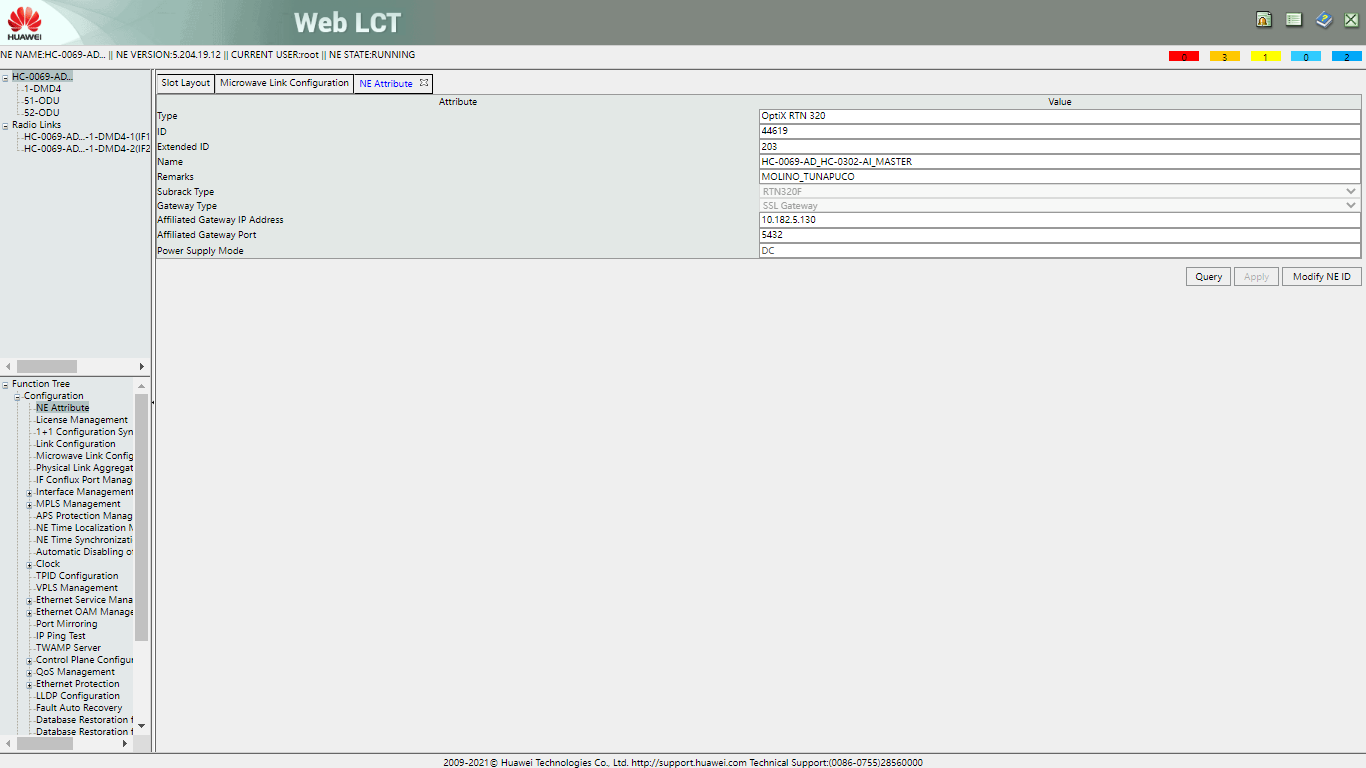 HUAWEI
Web LCT
NE NAME:HC-0069-AD... || NE VERSION:5.204.19.12 || CURRENT USER:root || NE STATE:RUNNING
0 3 1 0 2
HC-0069-AD...
1-DMD4
51-ODU
52-ODU
Radio Links
HC-0069-AD...-1-DMD4-1(IF1
HC-0069-AD...-1-DMD4-2(IF2
Function Tree
Configuration
NE Attribute
License Management
1+1 Configuration Syn
Link Configuration
Microwave Link Config
Physical Link Aggregat
IF Conflux Port Manag
Interface Management
MPLS Management
APS Protection Manag
NE Time Localization M
NE Time Synchronizati
Automatic Disabling of
Clock
TPID Configuration
VPLS Management
Ethernet Service Mana
Ethernet OAM Manage
Port Mirroring
IP Ping Test
TWAMP Server
Control Plane Configur
QoS Management
Ethernet Protection
LLDP Configuration
Fault Auto Recovery
Database Restoration f
Database Restoration f
Slot Layout Microwave Link Configuration NE Attribute
Attribute Value
Type OptiX RTN 320
ID 44619
Extended ID 203
Name HC-0069-AD_HC-0302-AI_MASTER
Remarks MOLINO_TUNAPUCO
Subrack Type RTN320F
Gateway Type SSL Gateway
Affiliated Gateway IP Address 10.182.5.130
Affiliated Gateway Port 5432
Power Supply Mode DC
Query Apply Modify NE ID
2009-2021© Huawei Technologies Co., Ltd. http://support.huawei.com Technical Support:(0086-0755)28560000